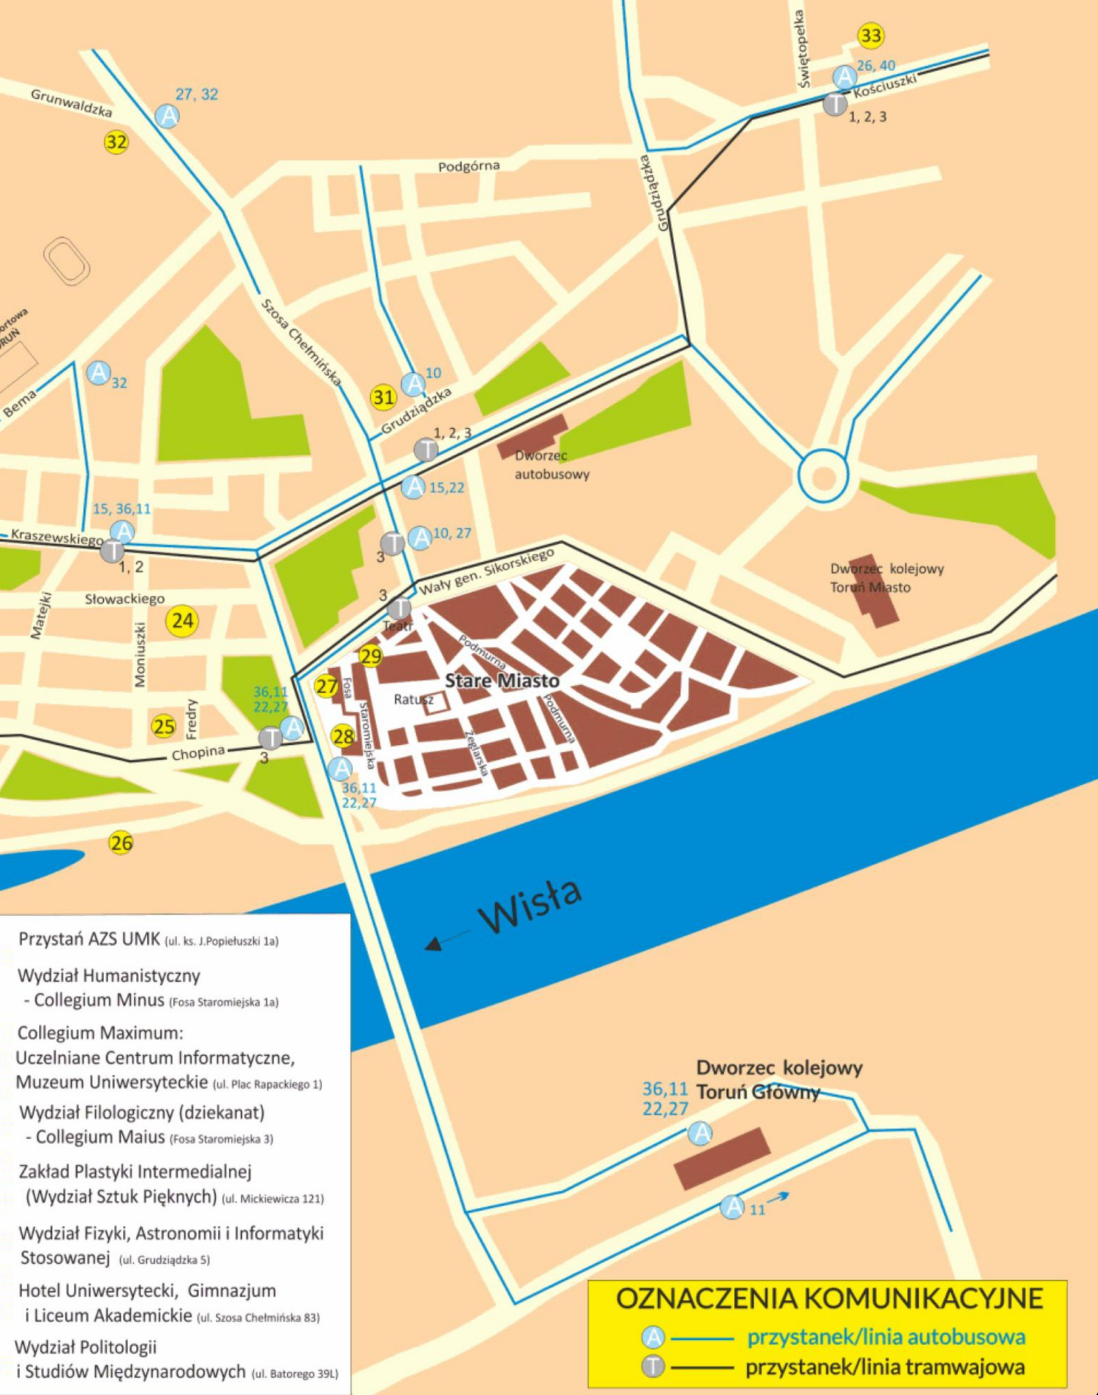 33
Świętopełka
26, 40
A
Kościuszki
T
1, 2, 3
27, 32
Grunwaldzka
A
32
Podgórna
Grudziądzka
Szosa Chełmińska
A
32
Bema
10
A
31
Grudziądzka
1, 2, 3
T
Dworzec
autobusowy
A
15,22
15, 36,11
A
Kraszewskiego
T
1, 2
T
3
A
10, 27
Wały gen. Sikorskiego
Dworzec kolejowy
Toruń Miasto
3
T
Teatr
Słowackiego
Matejki
Moniuszki
24
29
Podmurna
Stare Miasto
27
Fosa
Staromiejska
Ratusz
Podmurna
Żeglarska
28
36,11
22,27
A
T
3
25
Fredry
Chopina
A
36,11
22,27
26
Wisła
Przystań AZS UMK (ul. ks. J.Popiełuszki 1a)
Wydział Humanistyczny
- Collegium Minus (Fosa Staromiejska 1a)
Collegium Maximum:
Uczelniane Centrum Informatyczne,
Muzeum Uniwersyteckie (ul. Plac Rapackiego 1)
Wydział Filologiczny (dziekanat)
- Collegium Maius (Fosa Staromiejska 3)
Zakład Plastyki Intermedialnej
(Wydział Sztuk Pięknych) (ul. Mickiewicza 121)
Wydział Fizyki, Astronomii i Informatyki
Stosowanej (ul. Grudziądzka 5)
Hotel Uniwersytecki, Gimnazjum
i Liceum Akademickie (ul. Szosa Chełmińska 83)
Wydział Politologii
i Studiów Międzynarodowych (ul. Batorego 39L)
Dworzec kolejowy
Toruń Główny
36,11
22,27
A
A
11
OZNACZENIA KOMUNIKACYJNE
A przystanek/linia autobusowa
T przystanek/linia tramwajowa